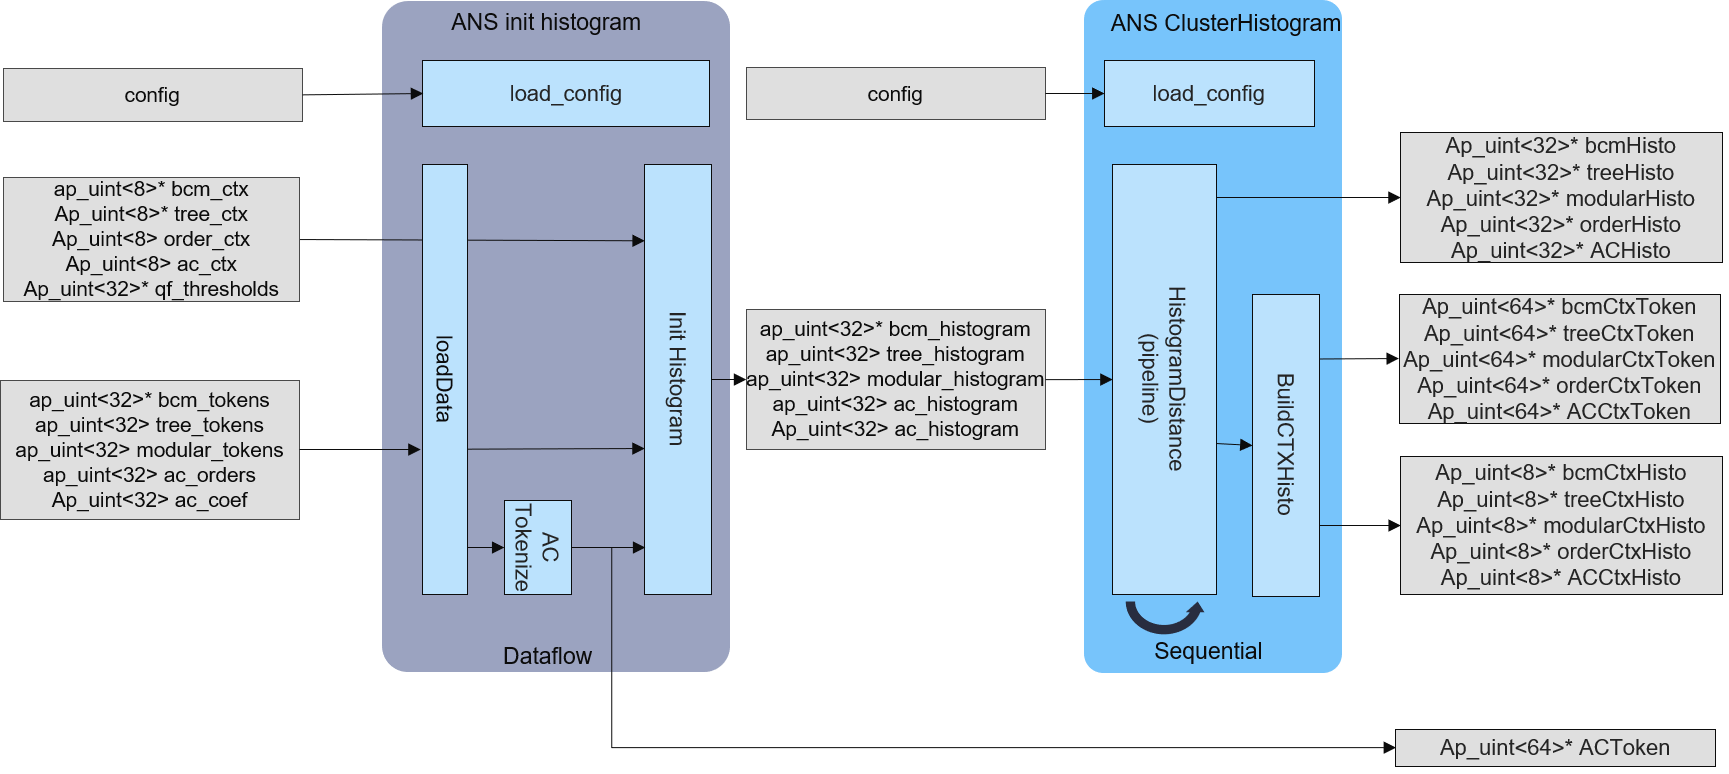 ANS init histogram
config
load_config
ap_uint<8>* bcm_ctx
Ap_uint<8>* tree_ctx
Ap_uint<8> order_ctx
Ap_uint<8> ac_ctx
Ap_uint<32>* qf_thresholds
ap_uint<32>* bcm_tokens
ap_uint<32> tree_tokens
ap_uint<32> modular_tokens
ap_uint<32> ac_orders
Ap_uint<32> ac_coef
loadData
AC
Tokenize
Init Histogram
Dataflow
config
ap_uint<32>* bcm_histogram
ap_uint<32> tree_histogram
ap_uint<32> modular_histogram
ap_uint<32> ac_histogram
Ap_uint<32> ac_histogram
ANS ClusterHistogram
load_config
HistogramDistance
(pipeline)
BuildCTXHisto
Sequential
Ap_uint<32>* bcmHisto
Ap_uint<32>* treeHisto
Ap_uint<32>* modularHisto
Ap_uint<32>* orderHisto
Ap_uint<32>* ACHisto
Ap_uint<64>* bcmCtxToken
Ap_uint<64>* treeCtxToken
Ap_uint<64>* modularCtxToken
Ap_uint<64>* orderCtxToken
Ap_uint<64>* ACCtxToken
Ap_uint<8>* bcmCtxHisto
Ap_uint<8>* treeCtxHisto
Ap_uint<8>* modularCtxHisto
Ap_uint<8>* orderCtxHisto
Ap_uint<8>* ACCtxHisto
Ap_uint<64>* ACToken